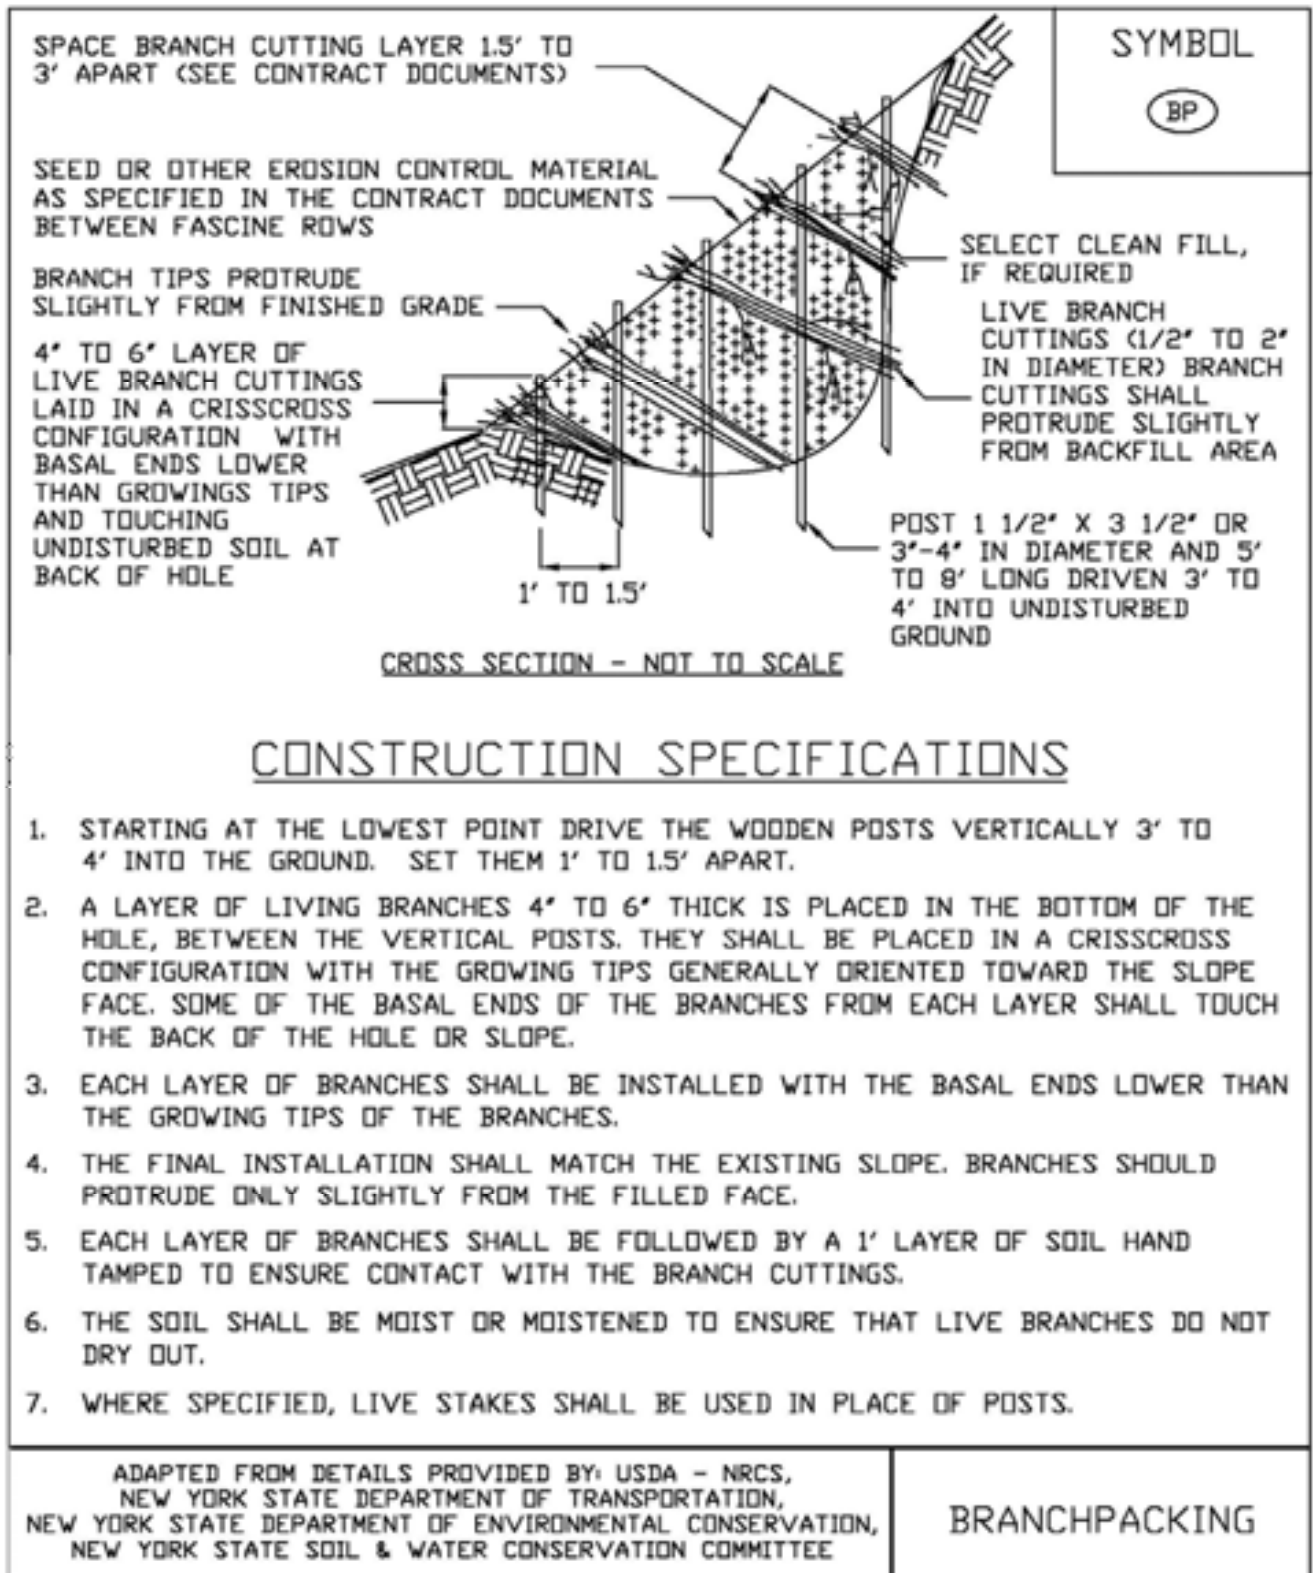 SPACE BRANCH CUTTING LAYER 1.5' TO
3' APART (SEE CONTRACT DOCUMENTS)
SEED OR OTHER EROSION CONTROL MATERIAL
AS SPECIFIED IN THE CONTRACT DOCUMENTS
BETWEEN FASCINE ROWS
BRANCH TIPS PROTRUDE
SLIGHTLY FROM FINISHED GRADE
4" TO 6" LAYER OF
LIVE BRANCH CUTTINGS
LAID IN A CRISSCROSS
CONFIGURATION WITH
BASAL ENDS LOWER
THAN GROWINGS TIPS
AND TOUCHING
UNDISTURBED SOIL AT
BACK OF HOLE
SYMBOL
BP
SELECT CLEAN FILL,
IF REQUIRED
LIVE BRANCH
CUTTINGS (1/2" TO 2"
IN DIAMETER) BRANCH
CUTTINGS SHALL
PROTRUDE SLIGHTLY
FROM BACKFILL AREA
POST 1 1/2" X 3 1/2" OR
3"-4" IN DIAMETER AND 5'
TO 8' LONG DRIVEN 3' TO
4' INTO UNDISTURBED
GROUND
1' TO 1.5'
CROSS SECTION - NOT TO SCALE
CONSTRUCTION SPECIFICATIONS
1. STARTING AT THE LOWEST POINT DRIVE THE WOODEN POSTS VERTICALLY 3' TO
4' INTO THE GROUND. SET THEM 1' TO 1.5' APART.
2. A LAYER OF LIVING BRANCHES 4" TO 6" THICK IS PLACED IN THE BOTTOM OF THE
HOLE, BETWEEN THE VERTICAL POSTS. THEY SHALL BE PLACED IN A CRISSCROSS
CONFIGURATION WITH THE GROWING TIPS GENERALLY ORIENTED TOWARD THE SLOPE
FACE. SOME OF THE BASAL ENDS OF THE BRANCHES FROM EACH LAYER SHALL TOUCH
THE BACK OF THE HOLE OR SLOPE.
3. EACH LAYER OF BRANCHES SHALL BE INSTALLED WITH THE BASAL ENDS LOWER THAN
THE GROWING TIPS OF THE BRANCHES.
4. THE FINAL INSTALLATION SHALL MATCH THE EXISTING SLOPE. BRANCHES SHOULD
PROTRUDE ONLY SLIGHTLY FROM THE FILLED FACE.
5. EACH LAYER OF BRANCHES SHALL BE FOLLOWED BY A 1' LAYER OF SOIL HAND
TAMPED TO ENSURE CONTACT WITH THE BRANCH CUTTINGS.
6. THE SOIL SHALL BE MOIST OR MOISTENED TO ENSURE THAT LIVE BRANCHES DO NOT
DRY OUT.
7. WHERE SPECIFIED, LIVE STAKES SHALL BE USED IN PLACE OF POSTS.
ADAPTED FROM DETAILS PROVIDED BY: USDA - NRCS,
NEW YORK STATE DEPARTMENT OF TRANSPORTATION,
NEW YORK STATE DEPARTMENT OF ENVIRONMENTAL CONSERVATION,
NEW YORK STATE SOIL & WATER CONSERVATION COMMITTEE
BRANCHPACKING